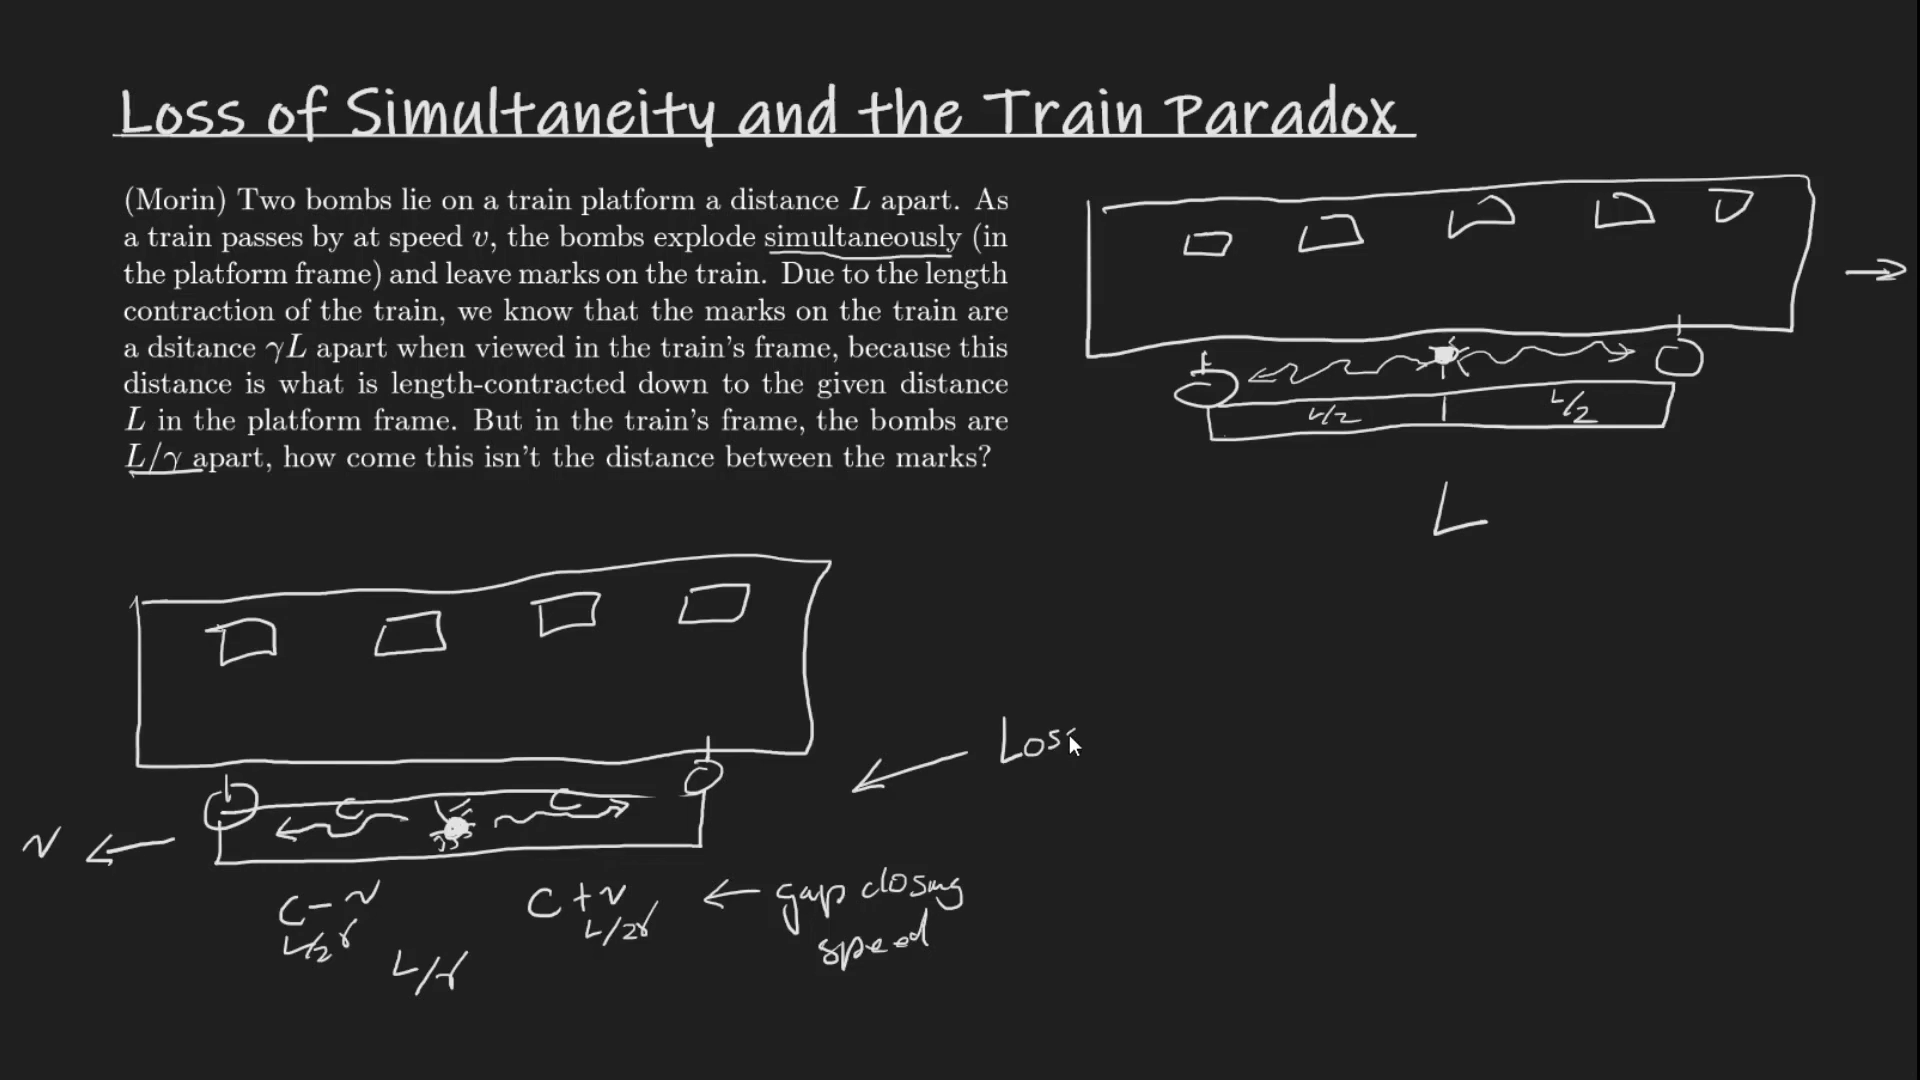 Loss of Simultaneity and the Train Paradox
(Morin) Two bombs lie on a train platform a distance L apart. As
a train passes by at speed v, the bombs explode simultaneously (in
the platform frame) and leave marks on the train. Due to the length
contraction of the train, we know that the marks on the train are
a dsitance γL apart when viewed in the train's frame, because this
distance is what is length-contracted down to the given distance
L in the platform frame. But in the train's frame, the bombs are
L/γ apart, how come this isn't the distance between the marks?
L/2 L/2
L
Loss
c c
v
c-v c+v ← gap closing
L/2γ L/2γ speed
L/γ